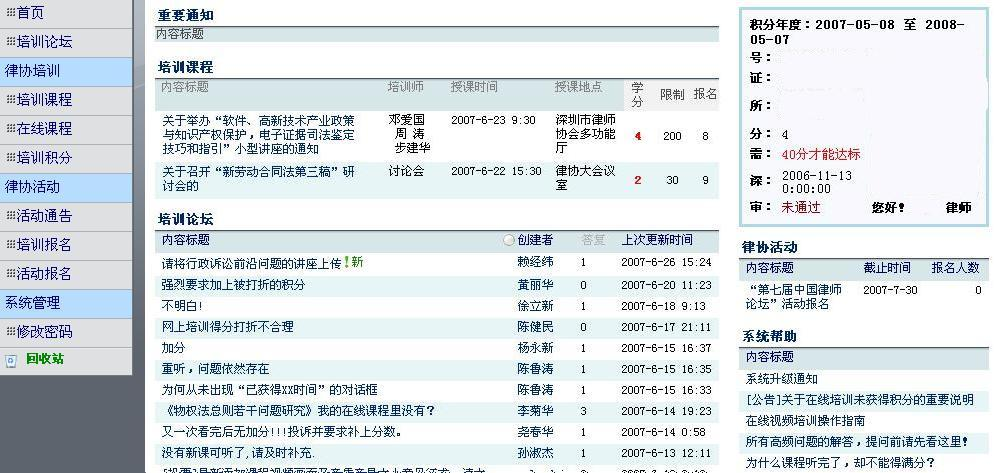 首页
培训论坛
律协培训
培训课程
在线课程
培训积分
律协活动
活动通告
培训报名
活动报名
系统管理
修改密码
回收站
重要通知
内容标题
培训课程
内容标题 培训师 授课时间 授课地点 学分 限制 报名
关于举办“软件、高新技术产业政策 邓爱国 2007-6-23 9:30 深圳市律师
与知识产权保护，电子证据司法鉴定 周 涛 协会多功能 4 200 8
技巧和指引”小型讲座的通知 步建华 厅
关于召开“新劳动合同法第三稿”研 讨论会 2007-6-22 15:30 律协大会议
讨会的 室 2 30 9
培训论坛
内容标题 创建者 答复 上次更新时间
请将行政诉讼前沿问题的讲座上传！新 赖经纬 1 2007-6-26 15:24
强烈要求加上被打折的积分 黄丽华 0 2007-6-20 11:23
不明白! 徐立新 1 2007-6-18 9:13
网上培训得分打折不合理 陈健民 0 2007-6-17 21:11
加分 杨永新 1 2007-6-15 16:37
重听，问题依然存在 陈鲁涛 1 2007-6-15 16:35
为何从未出现“已获得XX时间”的对话框 陈鲁涛 1 2007-6-15 16:33
《物权法总则若干问题研究》我的在线课程里没有？ 李菊华 3 2007-6-14 19:23
又一次看完后无加分!!!投诉并要求补上分数。 尧春华 1 2007-6-14 0:58
没有新课可听了,请及时补充. 孙淑杰 1 2007-6-13 12:11
积分年度：2007-05-08 至 2008-
05-07
号：
证：
所：
分： 4
需： 40分才能达标
深： 2006-11-13
0:00:00
审： 未通过 您好! 律师
律协活动
内容标题 截止时间 报名人数
“第七届中国律师 2007-7-30 0
论坛”活动报名
系统帮助
内容标题
系统升级通知
[公告]关于在线培训未获得积分的重要说明
在线视频培训操作指南
所有高频问题的解答，提问前请先看这里!
为什么课程听完了，却不能得满分？